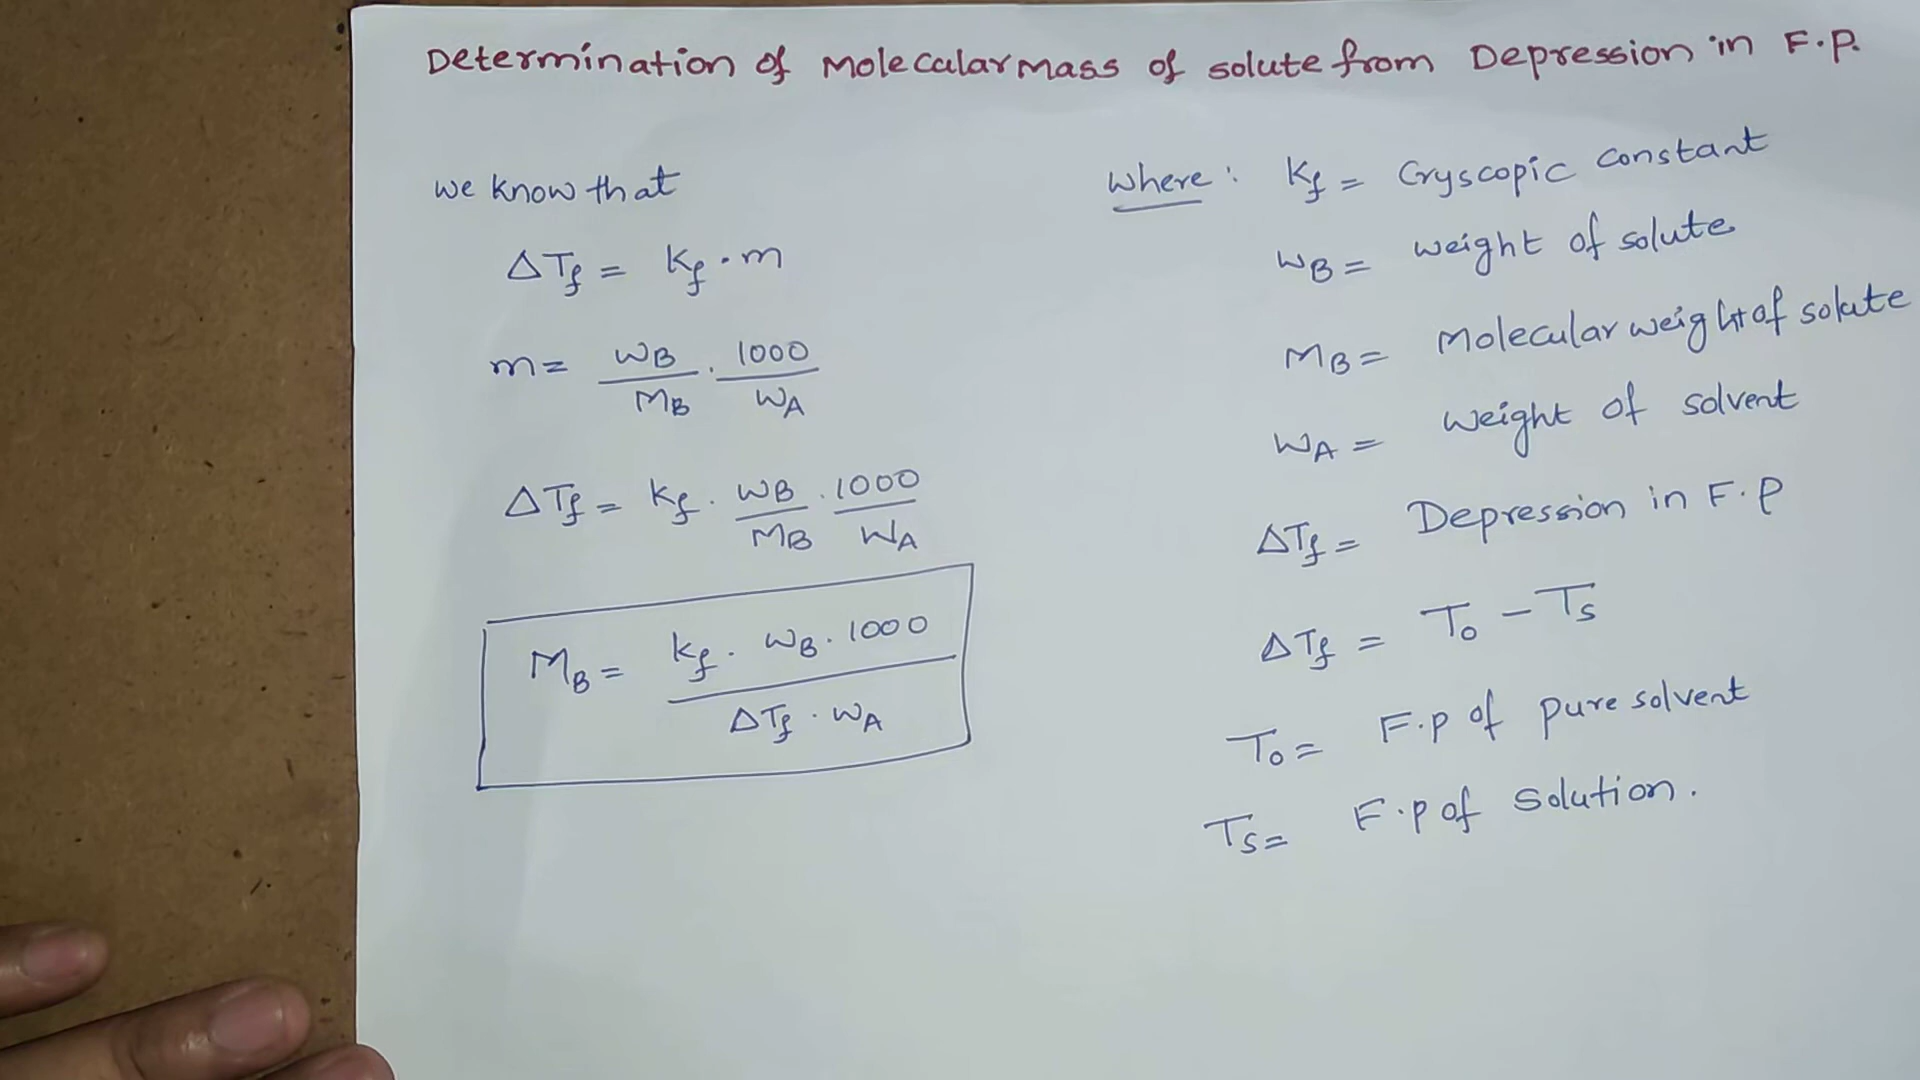 Determination of Molecular mass of solute from Depression in F.P.
we know that
ΔTf = Kf · m
m = WB/MB · 1000/WA
ΔTf = Kf · WB/MB · 1000/WA
MB = Kf · WB · 1000 / ΔTf · WA
Where : Kf = Cryscopic constant
WB = weight of solute
MB = Molecular weight of solute
WA = weight of solvent
ΔTf = Depression in F.P
ΔTf = To - Ts
To = F.p of pure solvent
Ts = F.p of Solution.